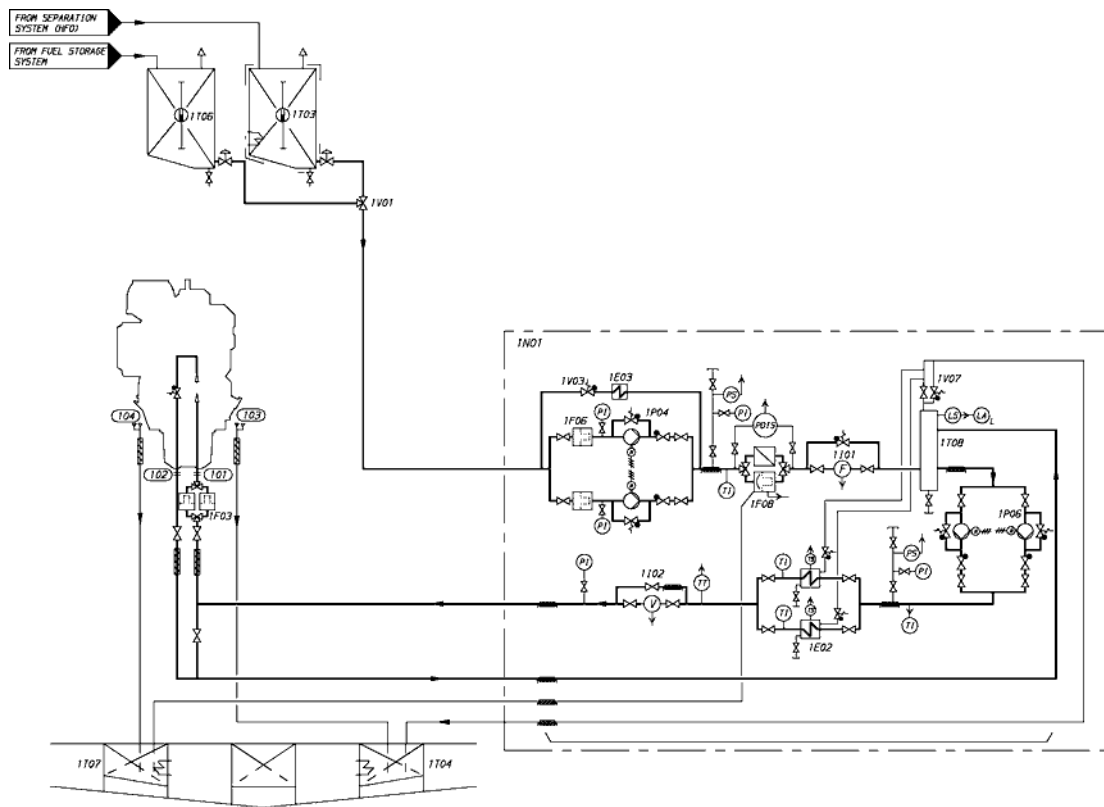 FROM SEPARATION
SYSTEM (HFO)
FROM FUEL STORAGE
SYSTEM
1T06
1T03
1V01
1N01
1V03
1E03
1V07
104
103
1F06
PI
1P04
PS
PI
PDIS
LS
LA
L
1T08
102
101
1I01
F
TI
1F08
1P06
1F03
PI
PI
1I02
TT
TI
TS
PS
PI
V
TI
TS
TI
1E02
1T07
1T04